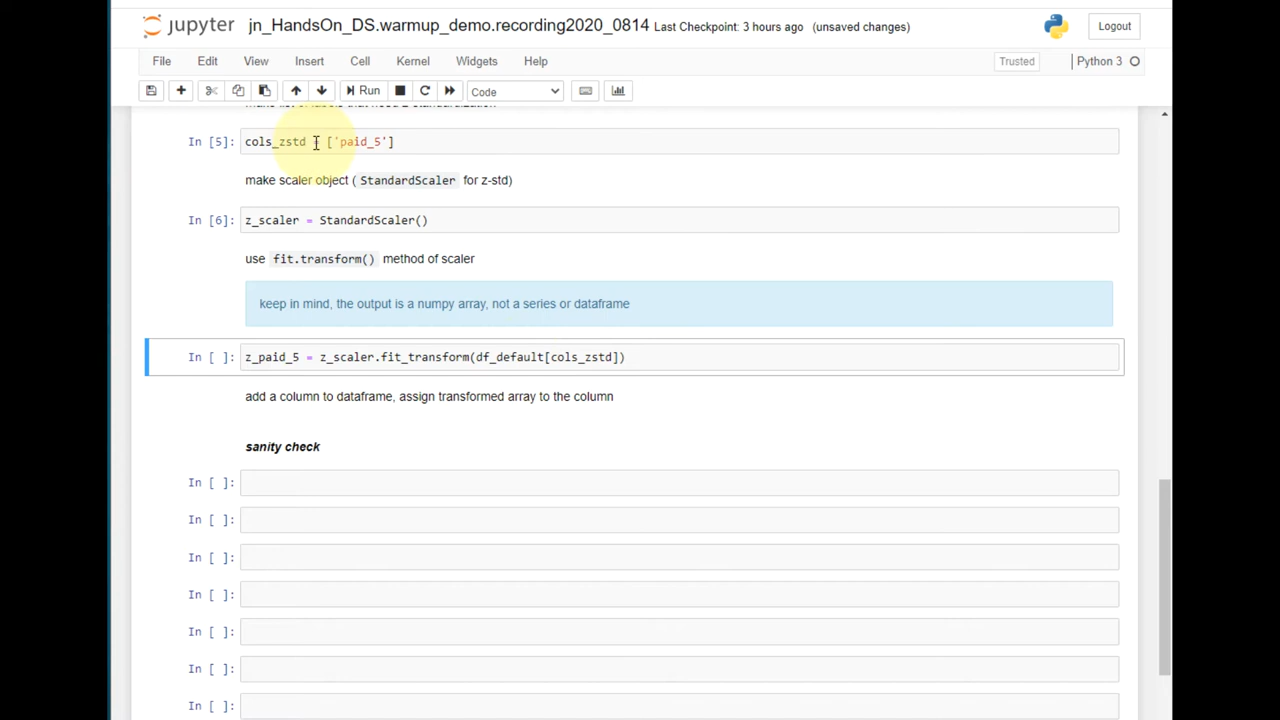 jupyter jn_HandsOn_DS.warmup_demo.recording2020_0814 Last Checkpoint: 3 hours ago (unsaved changes) Logout
File Edit View Insert Cell Kernel Widgets Help Trusted Python 3
Run Code
In [5]: cols_zstd = ['paid_5']
make scaler object ( StandardScaler for z-std)
In [6]: z_scaler = StandardScaler()
use fit.transform() method of scaler
keep in mind, the output is a numpy array, not a series or dataframe
In [ ]: z_paid_5 = z_scaler.fit_transform(df_default[cols_zstd])
add a column to dataframe, assign transformed array to the column
sanity check
In [ ]:
In [ ]:
In [ ]:
In [ ]:
In [ ]:
In [ ]:
In [ ]: